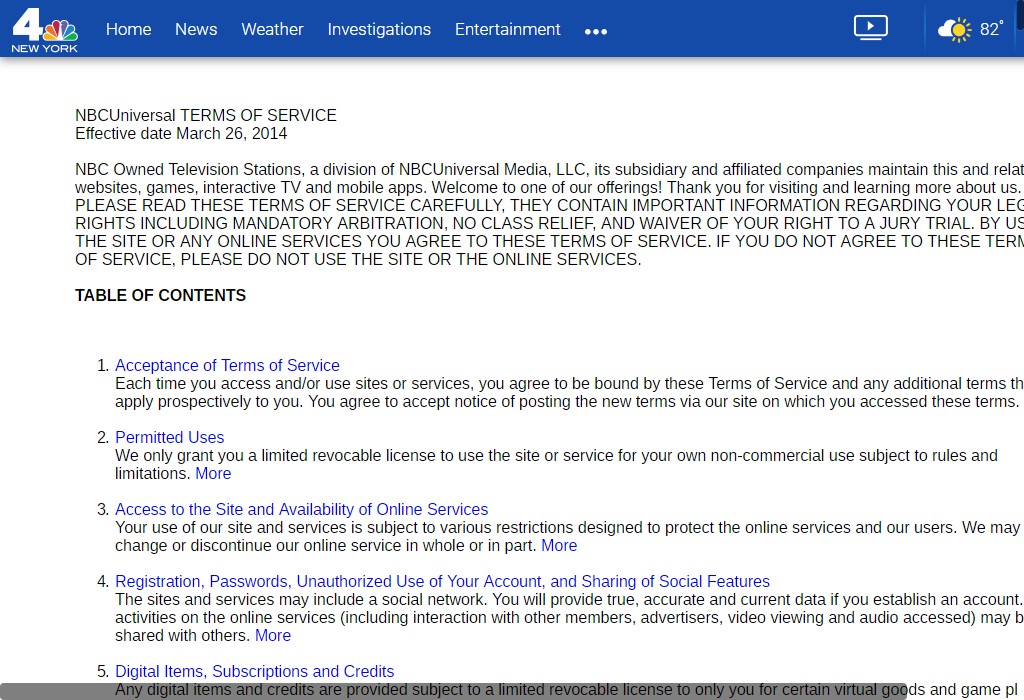 4
NEW YORK
Home News Weather Investigations Entertainment
82°
NBCUniversal TERMS OF SERVICE
Effective date March 26, 2014
NBC Owned Television Stations, a division of NBCUniversal Media, LLC, its subsidiary and affiliated companies maintain this and
websites, games, interactive TV and mobile apps. Welcome to one of our offerings! Thank you for visiting and learning more about us.
PLEASE READ THESE TERMS OF SERVICE CAREFULLY, THEY CONTAIN IMPORTANT INFORMATION REGARDING YOUR
RIGHTS INCLUDING MANDATORY ARBITRATION, NO CLASS RELIEF, AND WAIVER OF YOUR RIGHT TO A JURY TRIAL. BY
THE SITE OR ANY ONLINE SERVICES YOU AGREE TO THESE TERMS OF SERVICE. IF YOU DO NOT AGREE TO THESE
OF SERVICE, PLEASE DO NOT USE THE SITE OR THE ONLINE SERVICES.
TABLE OF CONTENTS
1. Acceptance of Terms of Service
Each time you access and/or use sites or services, you agree to be bound by these Terms of Service and any additional terms
apply prospectively to you. You agree to accept notice of posting the new terms via our site on which you accessed these terms.
2. Permitted Uses
We only grant you a limited revocable license to use the site or service for your own non-commercial use subject to rules and
limitations. More
3. Access to the Site and Availability of Online Services
Your use of our site and services is subject to various restrictions designed to protect the online services and our users. We may
change or discontinue our online service in whole or in part. More
4. Registration, Passwords, Unauthorized Use of Your Account, and Sharing of Social Features
The sites and services may include a social network. You will provide true, accurate and current data if you establish an account.
activities on the online services (including interaction with other members, advertisers, video viewing and audio accessed) may
shared with others. More
5. Digital Items, Subscriptions and Credits
Any digital items and credits are provided subject to a limited revocable license to only you for certain virtual goods and game